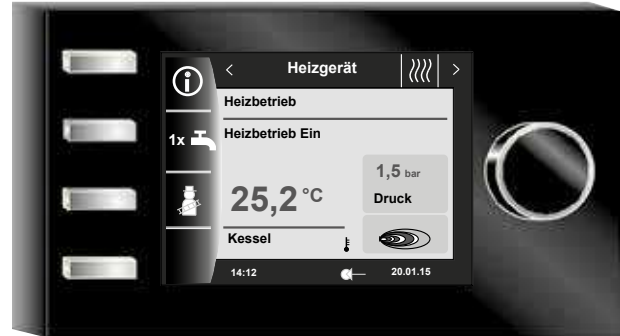 Heizgerät
Heizbetrieb
1x
Heizbetrieb Ein
1,5 bar
Druck
25,2 °C
Kessel
14:12
20.01.15